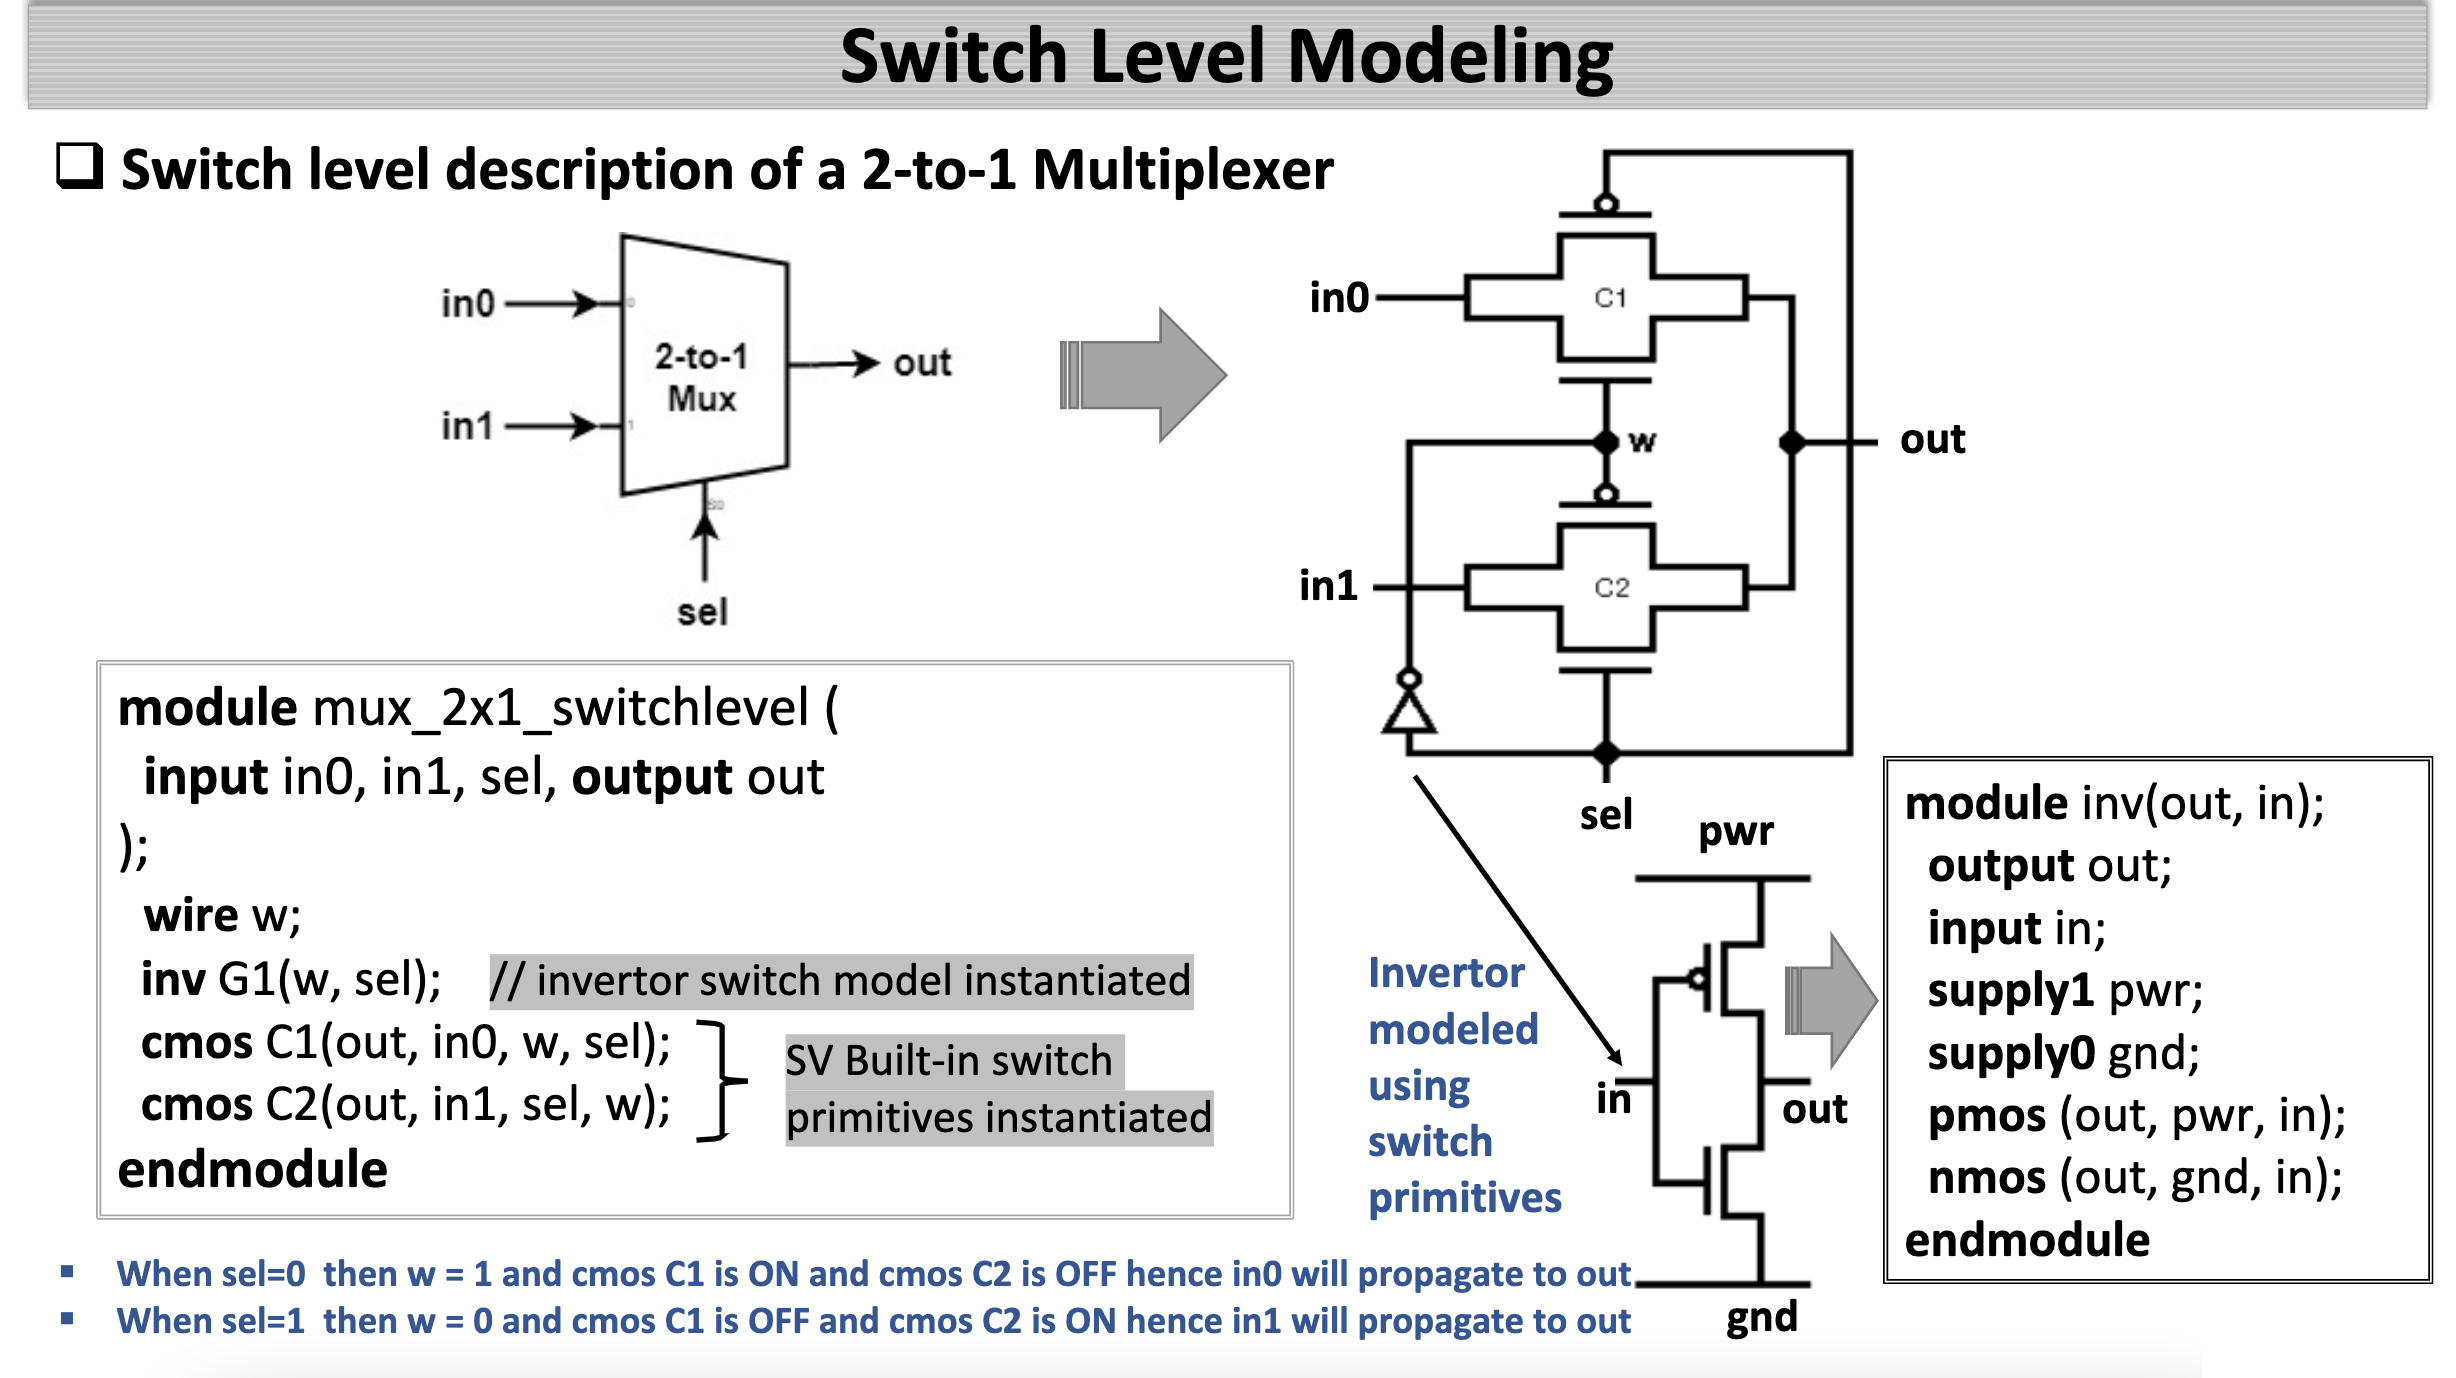 Switch Level Modeling
❑ Switch level description of a 2-to-1 Multiplexer
in0
in1
0
1
2-to-1
Mux
out
S0
sel
in0
C1
w
out
in1
C2
sel
module mux_2x1_switchlevel (
input in0, in1, sel, output out
);
wire w;
inv G1(w, sel); // invertor switch model instantiated
cmos C1(out, in0, w, sel);
cmos C2(out, in1, sel, w);
endmodule
SV Built-in switch
primitives instantiated
Invertor
modeled
using
switch
primitives
pwr
in
out
gnd
module inv(out, in);
output out;
input in;
supply1 pwr;
supply0 gnd;
pmos (out, pwr, in);
nmos (out, gnd, in);
endmodule
▪ When sel=0 then w = 1 and cmos C1 is ON and cmos C2 is OFF hence in0 will propagate to out
▪ When sel=1 then w = 0 and cmos C1 is OFF and cmos C2 is ON hence in1 will propagate to out